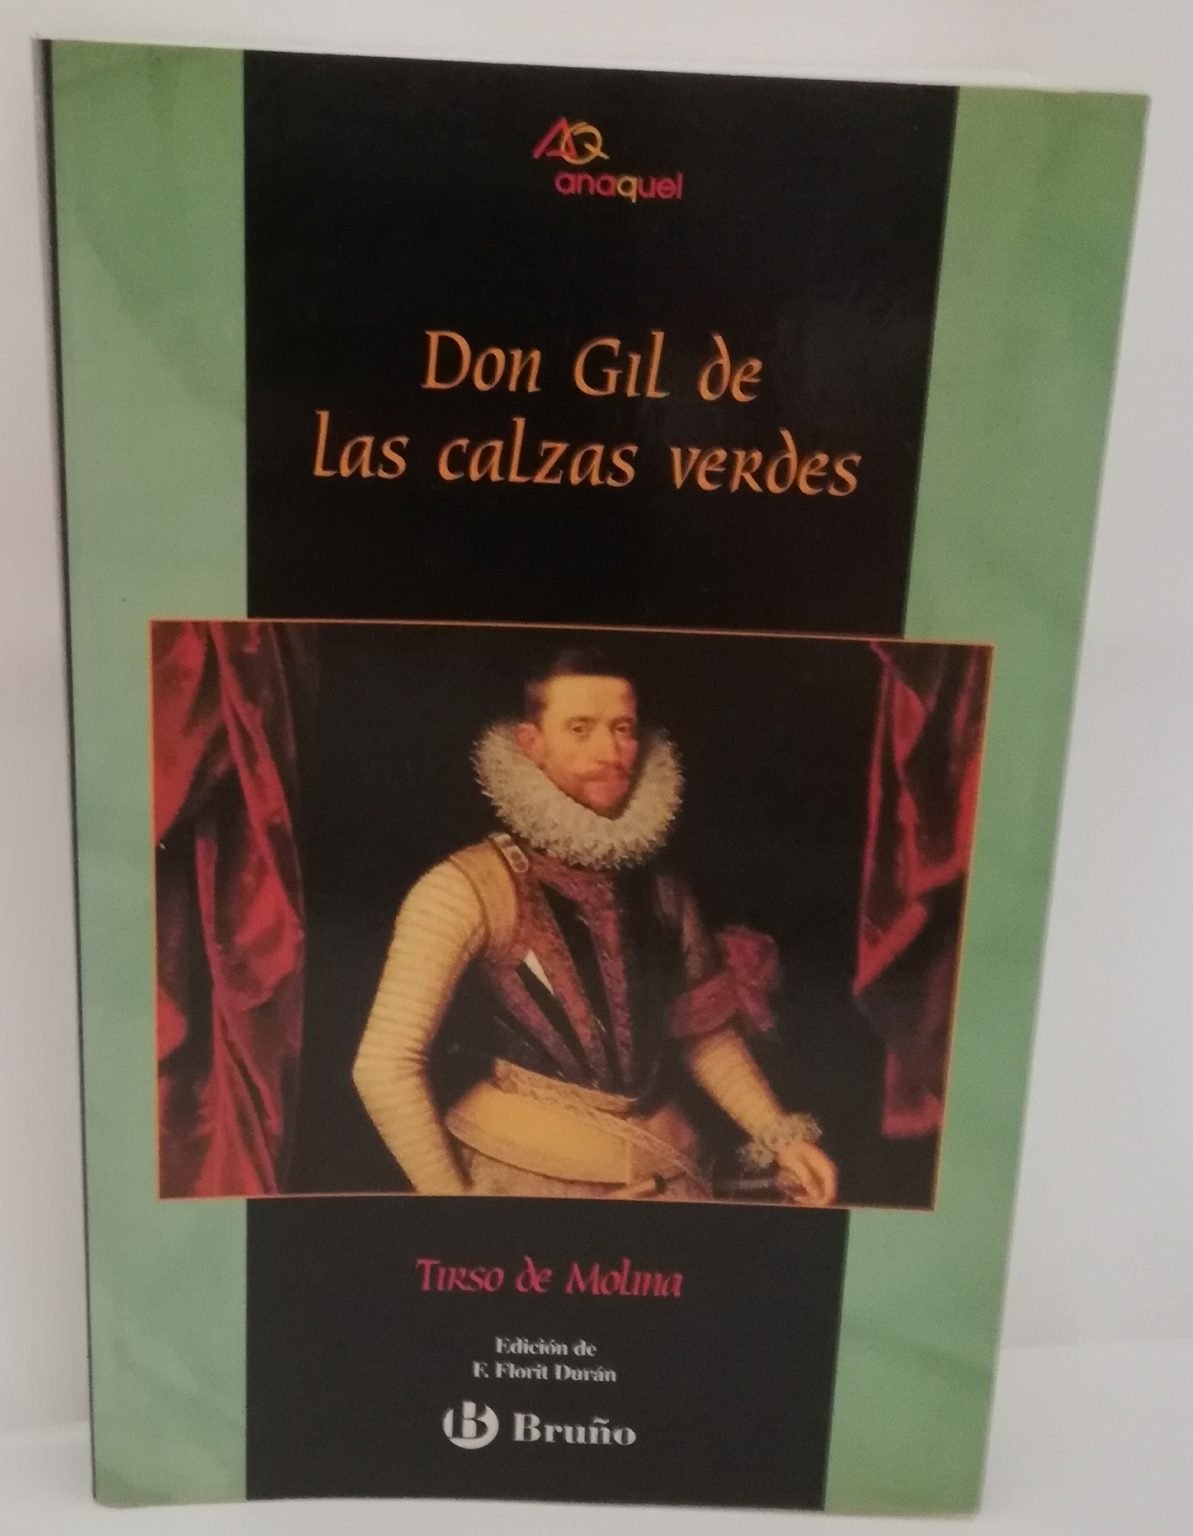 AQ
anaquel
Don Gil de
las calzas verdes
Tirso de Molina
Edición de
F. Florit Durán
B Bruño